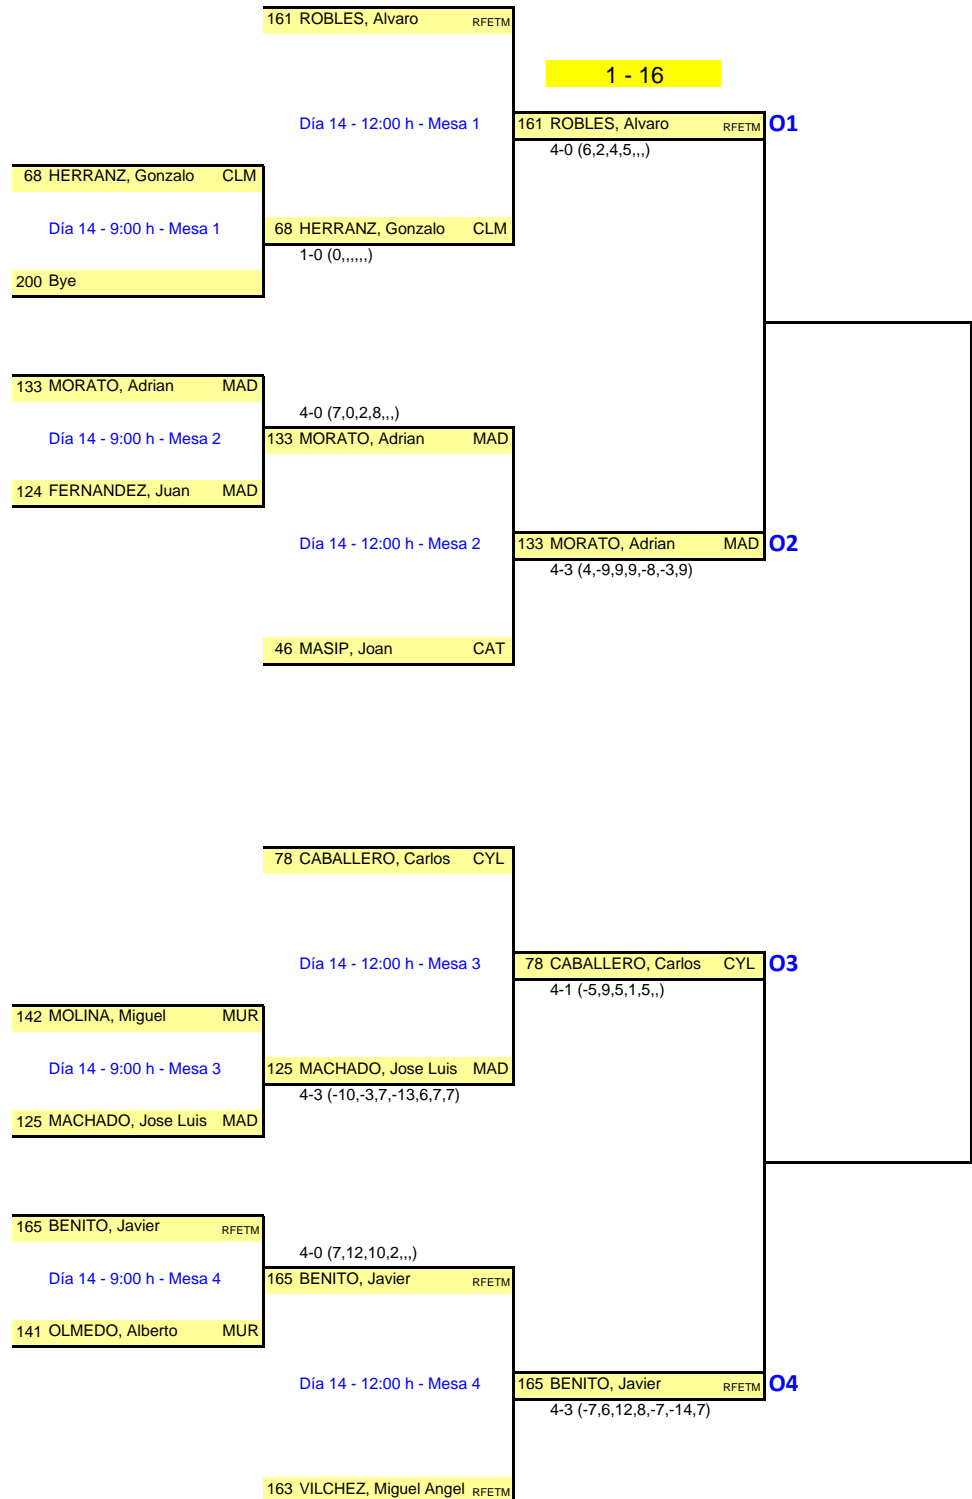 161 ROBLES, Alvaro RFETM
1 - 16
Día 14 - 12:00 h - Mesa 1
161 ROBLES, Alvaro RFETM O1
4-0 (6,2,4,5,,,)
68 HERRANZ, Gonzalo CLM
Día 14 - 9:00 h - Mesa 1
68 HERRANZ, Gonzalo CLM
1-0 (0,,,,,,)
200 Bye
133 MORATO, Adrian MAD
4-0 (7,0,2,8,,,)
Día 14 - 9:00 h - Mesa 2
133 MORATO, Adrian MAD
124 FERNANDEZ, Juan MAD
Día 14 - 12:00 h - Mesa 2
133 MORATO, Adrian MAD O2
4-3 (4,-9,9,9,-8,-3,9)
46 MASIP, Joan CAT
78 CABALLERO, Carlos CYL
Día 14 - 12:00 h - Mesa 3
78 CABALLERO, Carlos CYL O3
4-1 (-5,9,5,1,5,,)
142 MOLINA, Miguel MUR
Día 14 - 9:00 h - Mesa 3
125 MACHADO, Jose Luis MAD
4-3 (-10,-3,7,-13,6,7,7)
125 MACHADO, Jose Luis MAD
165 BENITO, Javier RFETM
4-0 (7,12,10,2,,,)
Día 14 - 9:00 h - Mesa 4
165 BENITO, Javier RFETM
141 OLMEDO, Alberto MUR
Día 14 - 12:00 h - Mesa 4
165 BENITO, Javier RFETM O4
4-3 (-7,6,12,8,-7,-14,7)
163 VILCHEZ, Miguel Angel RFETM